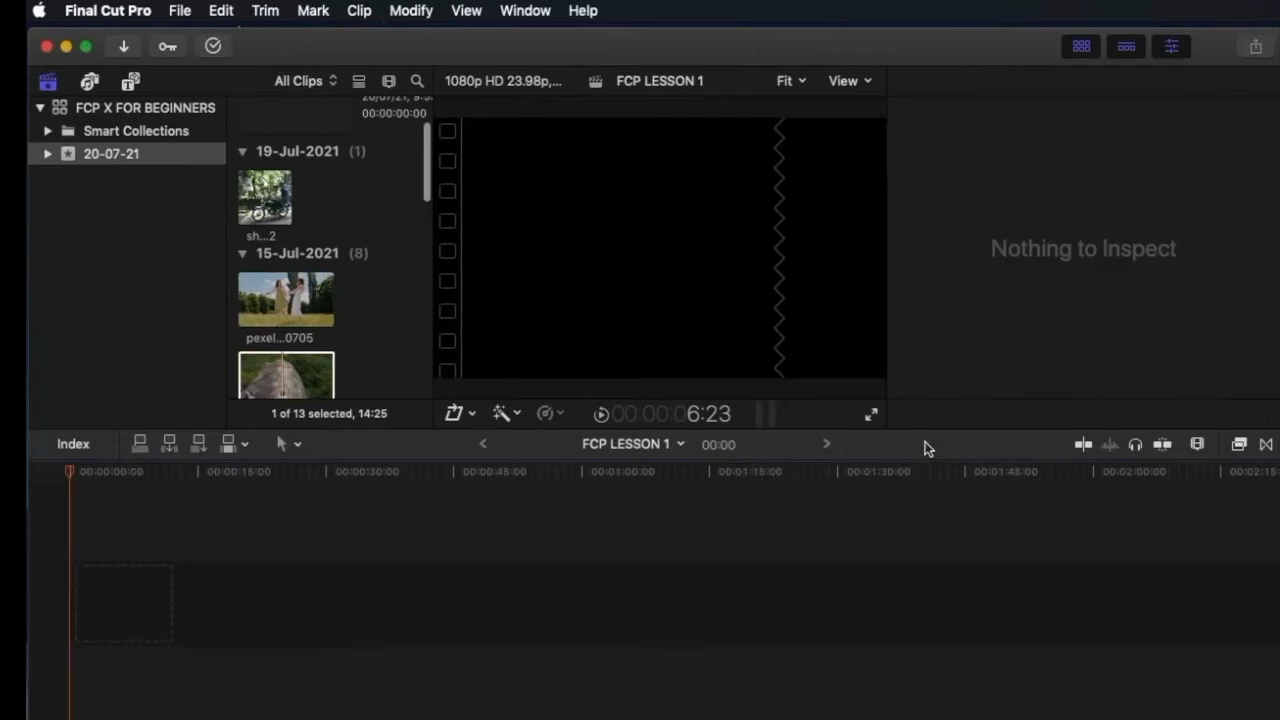 Final Cut Pro File Edit Trim Mark Clip Modify View Window Help
All Clips
1080p HD 23.98p,... FCP LESSON 1 Fit View
FCP X FOR BEGINNERS
Smart Collections
20-07-21
00:00:00:00
19-Jul-2021 (1)
sh...2
15-Jul-2021 (8)
pexel...0705
1 of 13 selected, 14:25
Nothing to Inspect
00:00:06:23
Index FCP LESSON 1 00:00
00:00:00:00 00:00:15:00 00:00:30:00 00:00:45:00 00:01:00:00 00:01:15:00 00:01:30:00 00:01:45:00 00:02:00:00